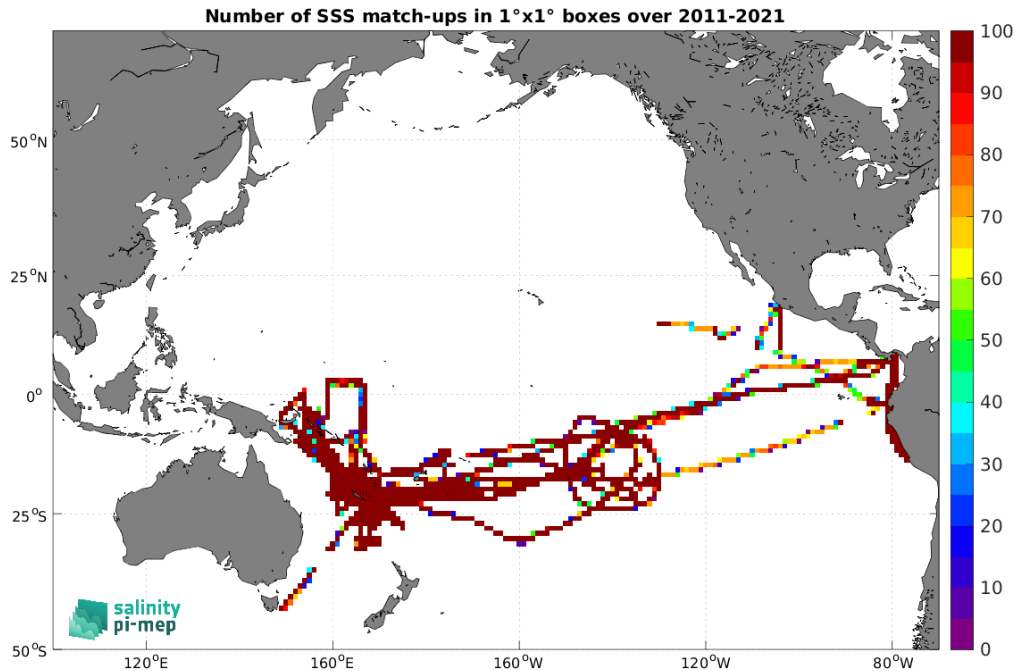 Number of SSS match-ups in 1°x1° boxes over 2011-2021
100
90
80
70
60
50
40
30
20
10
0
50°N
25°N
0°
25°S
50°S
120°E
160°E
160°W
120°W
80°W
salinity
pi-mep